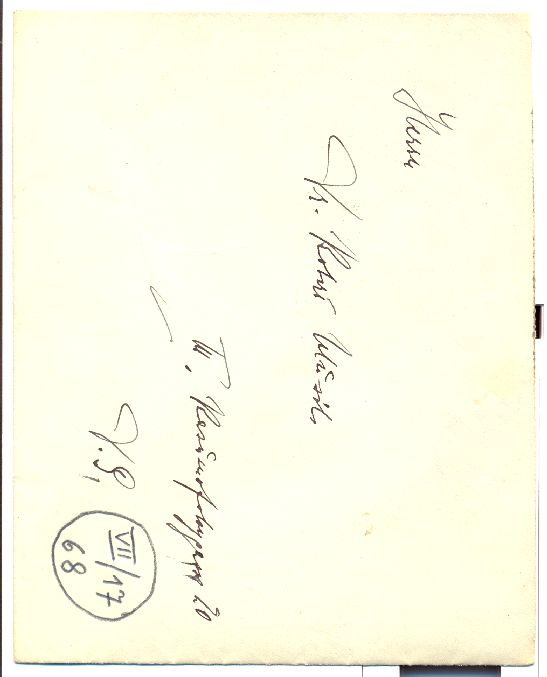 Herrn
Dr. Robert Musil
III, Rasumofskygasse 20
D. S.,
VII/17
68